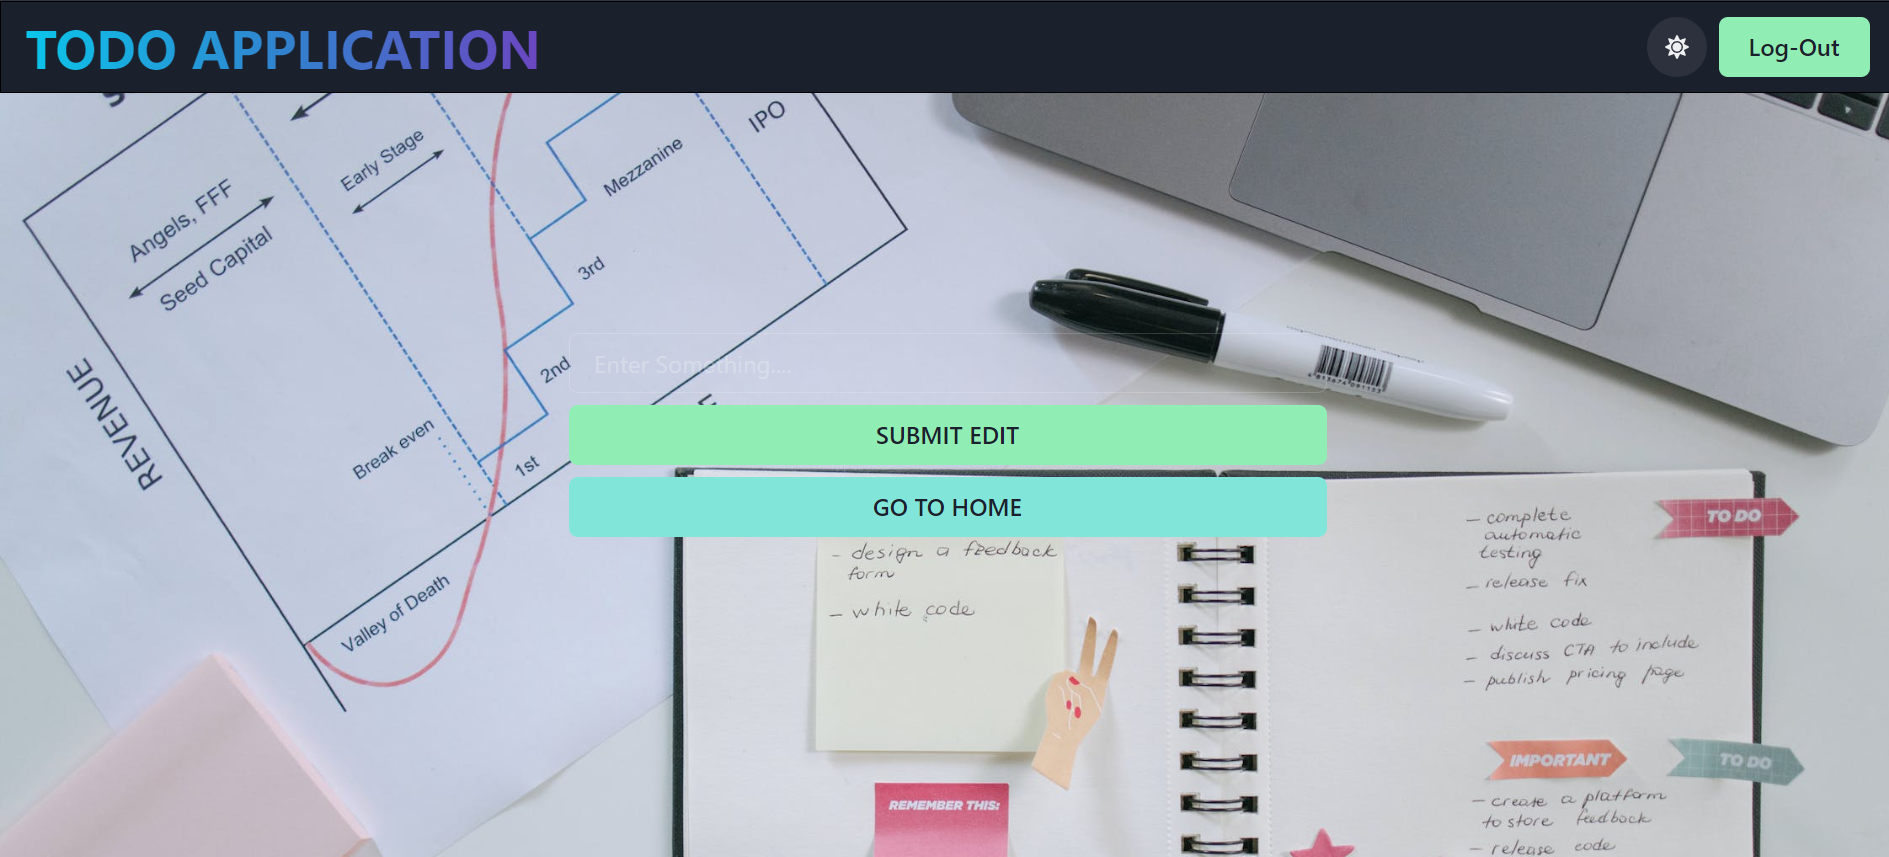 TODO APPLICATION
Log-Out
IPO
Early Stage
Mezzanine
Angels, FFF
Seed Capital
3rd
2nd
1st
REVENUE
Break even
Valley of Death
Enter Something....
SUBMIT EDIT
GO TO HOME
- design a feedback
form
- white code
REMEMBER THIS:
TO DO
- complete
automatic
testing
- release fix
- white code
- discuss CTA to include
- publish pricing page
IMPORTANT
TO DO
- create a platform
to store feedback
- release code